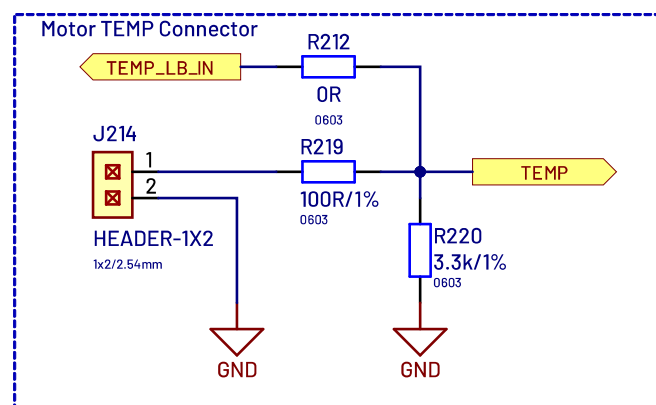 Motor TEMP Connector
R212
TEMP_LB_IN
0R
0603
J214
R219
1
2
TEMP
100R/1%
0603
HEADER-1X2
1x2/2.54mm
R220
3.3k/1%
0603
GND
GND